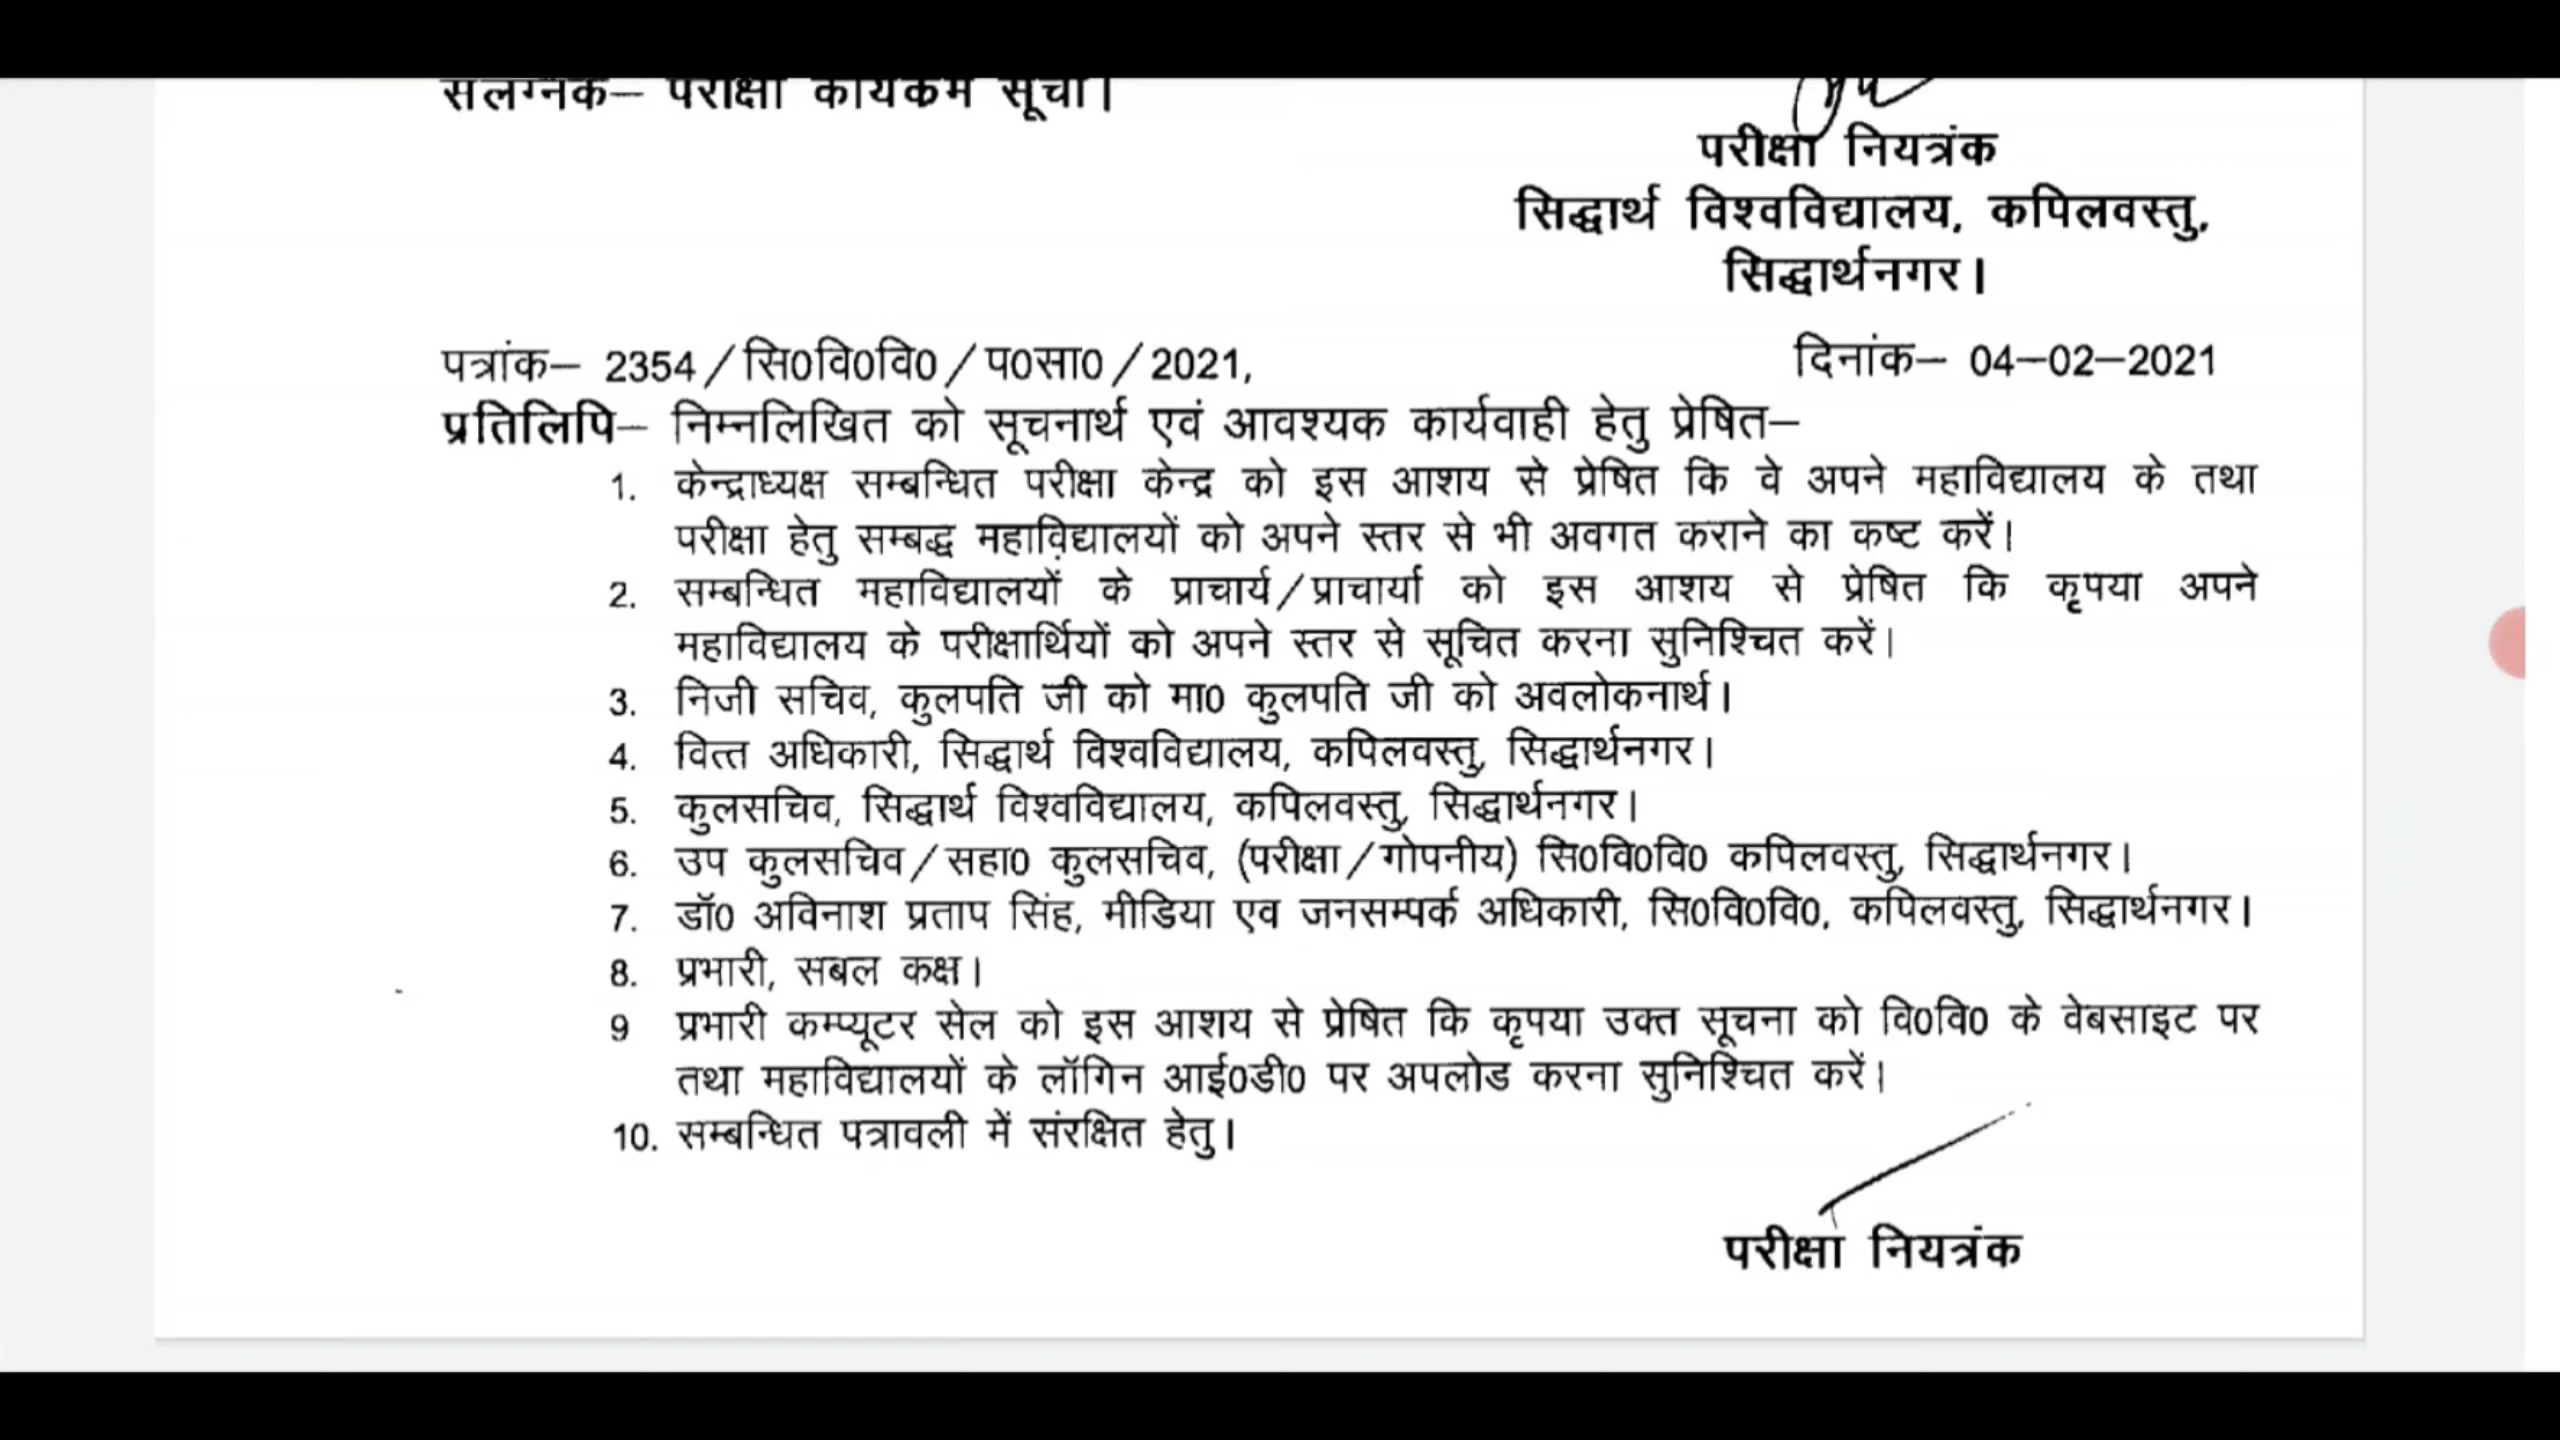 संलग्नक– परीक्षा कार्यकम सूची।
परीक्षा नियत्रंक
सिद्धार्थ विश्वविद्यालय, कपिलवस्तु,
सिद्धार्थनगर।
पत्रांक– 2354/सि0वि0वि0/प0सा0/2021, दिनांक– 04–02–2021
प्रतिलिपि– निम्नलिखित को सूचनार्थ एवं आवश्यक कार्यवाही हेतु प्रेषित–
1. केन्द्राध्यक्ष सम्बन्धित परीक्षा केन्द्र को इस आशय से प्रेषित कि वे अपने महाविद्यालय के तथा
परीक्षा हेतु सम्बद्ध महाविद्यालयों को अपने स्तर से भी अवगत कराने का कष्ट करें।
2. सम्बन्धित महाविद्यालयों के प्राचार्य/प्राचार्या को इस आशय से प्रेषित कि कृपया अपने
महाविद्यालय के परीक्षार्थियों को अपने स्तर से सूचित करना सुनिश्चित करें।
3. निजी सचिव, कुलपति जी को मा0 कुलपति जी को अवलोकनार्थ।
4. वित्त अधिकारी, सिद्धार्थ विश्वविद्यालय, कपिलवस्तु, सिद्धार्थनगर।
5. कुलसचिव, सिद्धार्थ विश्वविद्यालय, कपिलवस्तु, सिद्धार्थनगर।
6. उप कुलसचिव/सहा0 कुलसचिव, (परीक्षा/गोपनीय) सि0वि0वि0 कपिलवस्तु, सिद्धार्थनगर।
7. डॉ0 अविनाश प्रताप सिंह, मीडिया एव जनसम्पर्क अधिकारी, सि0वि0वि0, कपिलवस्तु, सिद्धार्थनगर।
8. प्रभारी, सबल कक्ष।
9 प्रभारी कम्प्यूटर सेल को इस आशय से प्रेषित कि कृपया उक्त सूचना को वि0वि0 के वेबसाइट पर
तथा महाविद्यालयों के लॉगिन आई0डी0 पर अपलोड करना सुनिश्चित करें।
10. सम्बन्धित पत्रावली में संरक्षित हेतु।
परीक्षा नियत्रंक